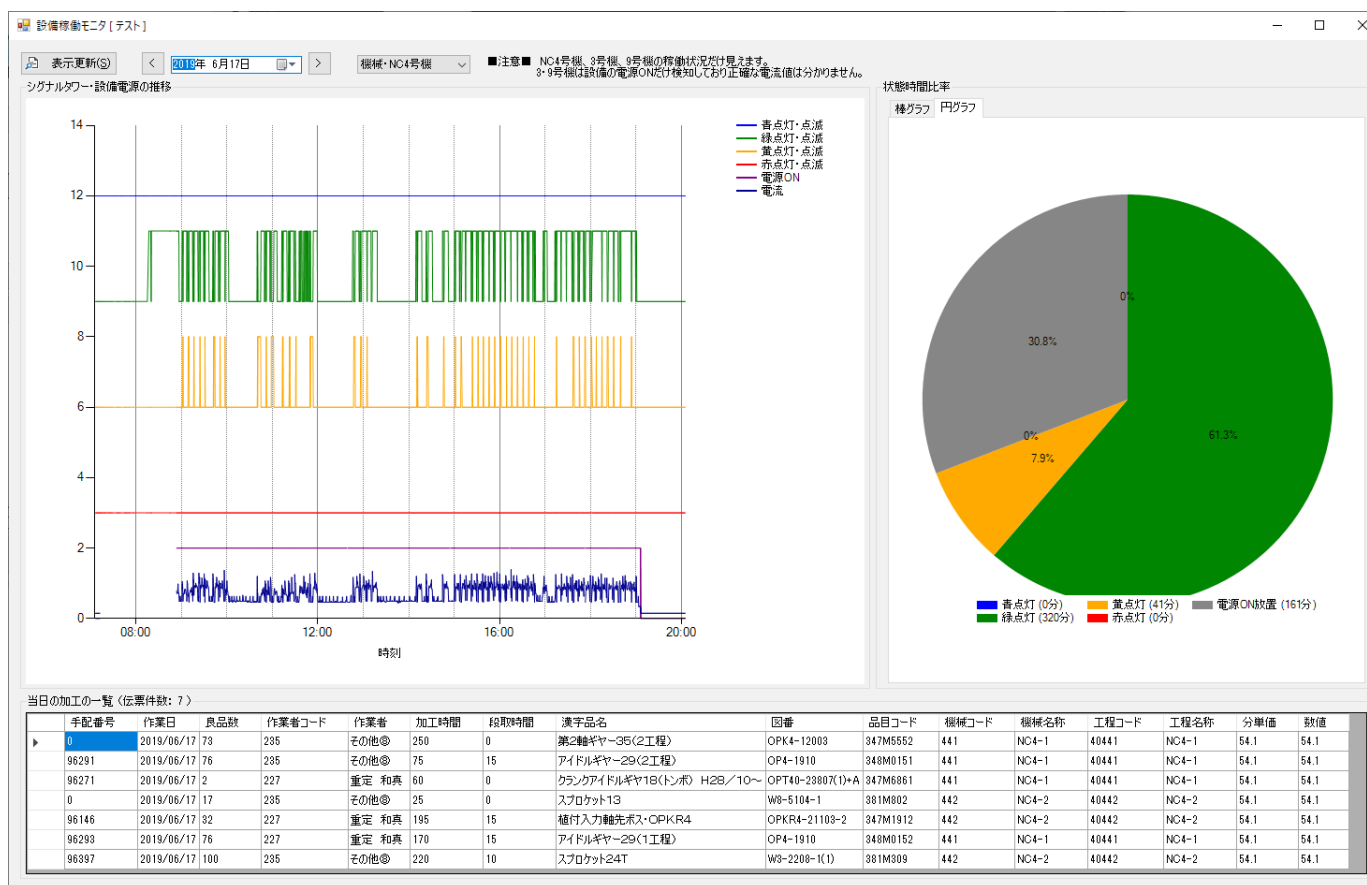 設備稼働モニタ [ テスト ]
表示更新(S) < 2019年 6月17日 > 機械・NC4号機 ■注意■ NC4号機、3号機、9号機の稼働状況だけ見えます。
3・9号機は設備の電源ONだけ検知しており正確な電流値は分かりません。
シグナルタワー・設備電源の推移
14
12
10
8
6
4
2
0
08:00 12:00 16:00 20:00
時刻
青点灯・点滅
緑点灯・点滅
黄点灯・点滅
赤点灯・点滅
電源ON
電流
状態時間比率
棒グラフ 円グラフ
0%
30.8%
61.3%
0%
7.9%
青点灯 (0分) 黄点灯 (41分) 電源ON放置 (161分)
緑点灯 (320分) 赤点灯 (0分)
当日の加工の一覧 (伝票件数: 7 )
手配番号 作業日 良品数 作業者コード 作業者 加工時間 段取時間 漢字品名 図番 品目コード 機械コード 機械名称 工程コード 工程名称 分単価 数値
0 2019/06/17 73 235 その他⑧ 250 0 第2軸ギヤー35(2工程) OPK4-12003 347M5552 441 NC4-1 40441 NC4-1 54.1 54.1
96291 2019/06/17 76 235 その他⑧ 75 15 アイドルギヤー29(2工程) OP4-1910 348M0151 441 NC4-1 40441 NC4-1 54.1 54.1
96271 2019/06/17 2 227 重定 和真 60 0 クランクアイドルギヤ18(トンボ) H28/10~ OPT40-23807(1)+A 347M6861 441 NC4-1 40441 NC4-1 54.1 54.1
0 2019/06/17 17 235 その他⑧ 25 0 スプロケット13 W8-5104-1 381M802 442 NC4-2 40442 NC4-2 54.1 54.1
96146 2019/06/17 32 227 重定 和真 195 15 植付入力軸先ボス・OPKR4 OPKR4-21103-2 347M1912 442 NC4-2 40442 NC4-2 54.1 54.1
96293 2019/06/17 76 227 重定 和真 170 15 アイドルギヤー29(1工程) OP4-1910 348M0152 441 NC4-1 40441 NC4-1 54.1 54.1
96397 2019/06/17 100 235 その他⑧ 220 10 スプロケット24T W3-2208-1(1) 381M309 442 NC4-2 40442 NC4-2 54.1 54.1